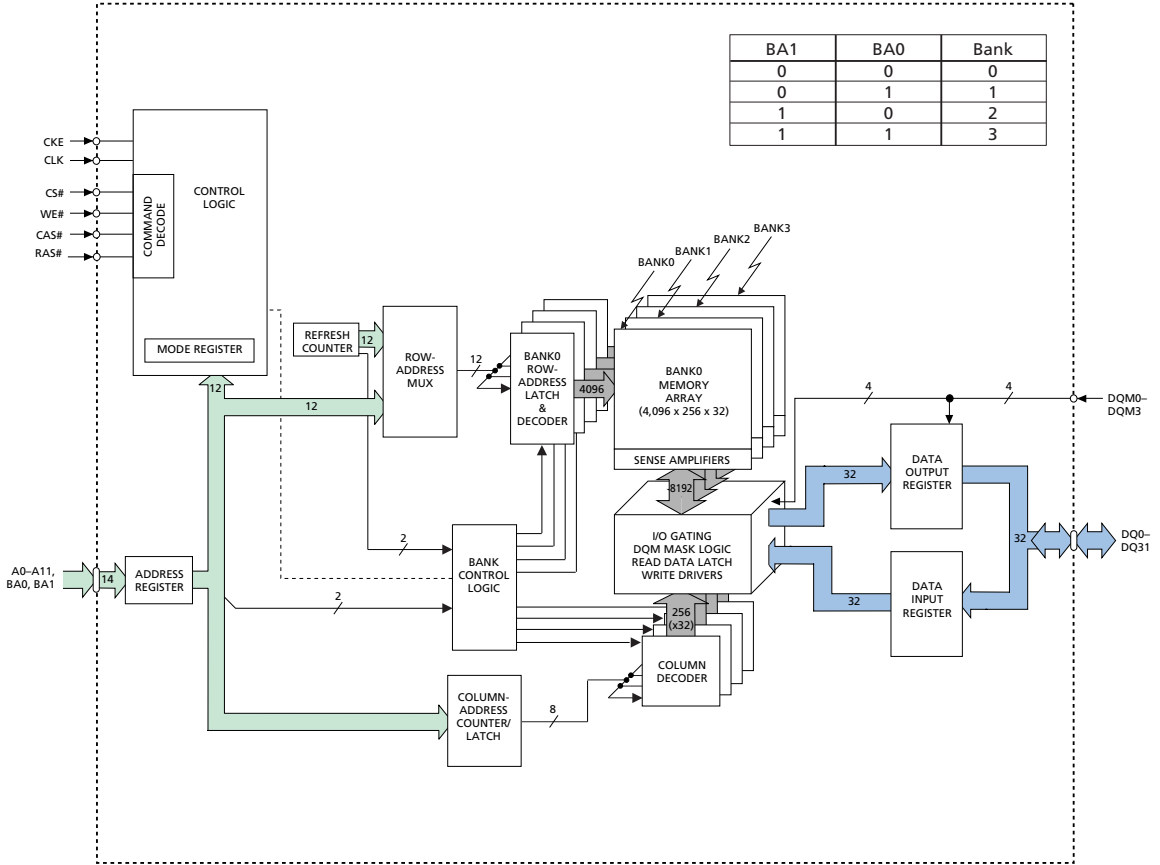 BA1 BA0 Bank
0 0 0
0 1 1
1 0 2
1 1 3
CKE
CLK
CS#
WE#
CAS#
RAS#
COMMAND
DECODE
CONTROL
LOGIC
MODE REGISTER
BANK3
BANK2
BANK1
BANK0
REFRESH
COUNTER
12
ROW-
ADDRESS
MUX
12
12
12
BANK0
ROW-
ADDRESS
LATCH
&
DECODER
4096
BANK0
MEMORY
ARRAY
(4,096 x 256 x 32)
SENSE AMPLIFIERS
8192
4
4
DQM0–
DQM3
DATA
OUTPUT
REGISTER
32
I/O GATING
DQM MASK LOGIC
READ DATA LATCH
WRITE DRIVERS
32
DQ0–
DQ31
DATA
INPUT
REGISTER
32
A0–A11,
BA0, BA1
14
ADDRESS
REGISTER
2
2
BANK
CONTROL
LOGIC
256
(x32)
COLUMN
DECODER
COLUMN-
ADDRESS
COUNTER/
LATCH
8